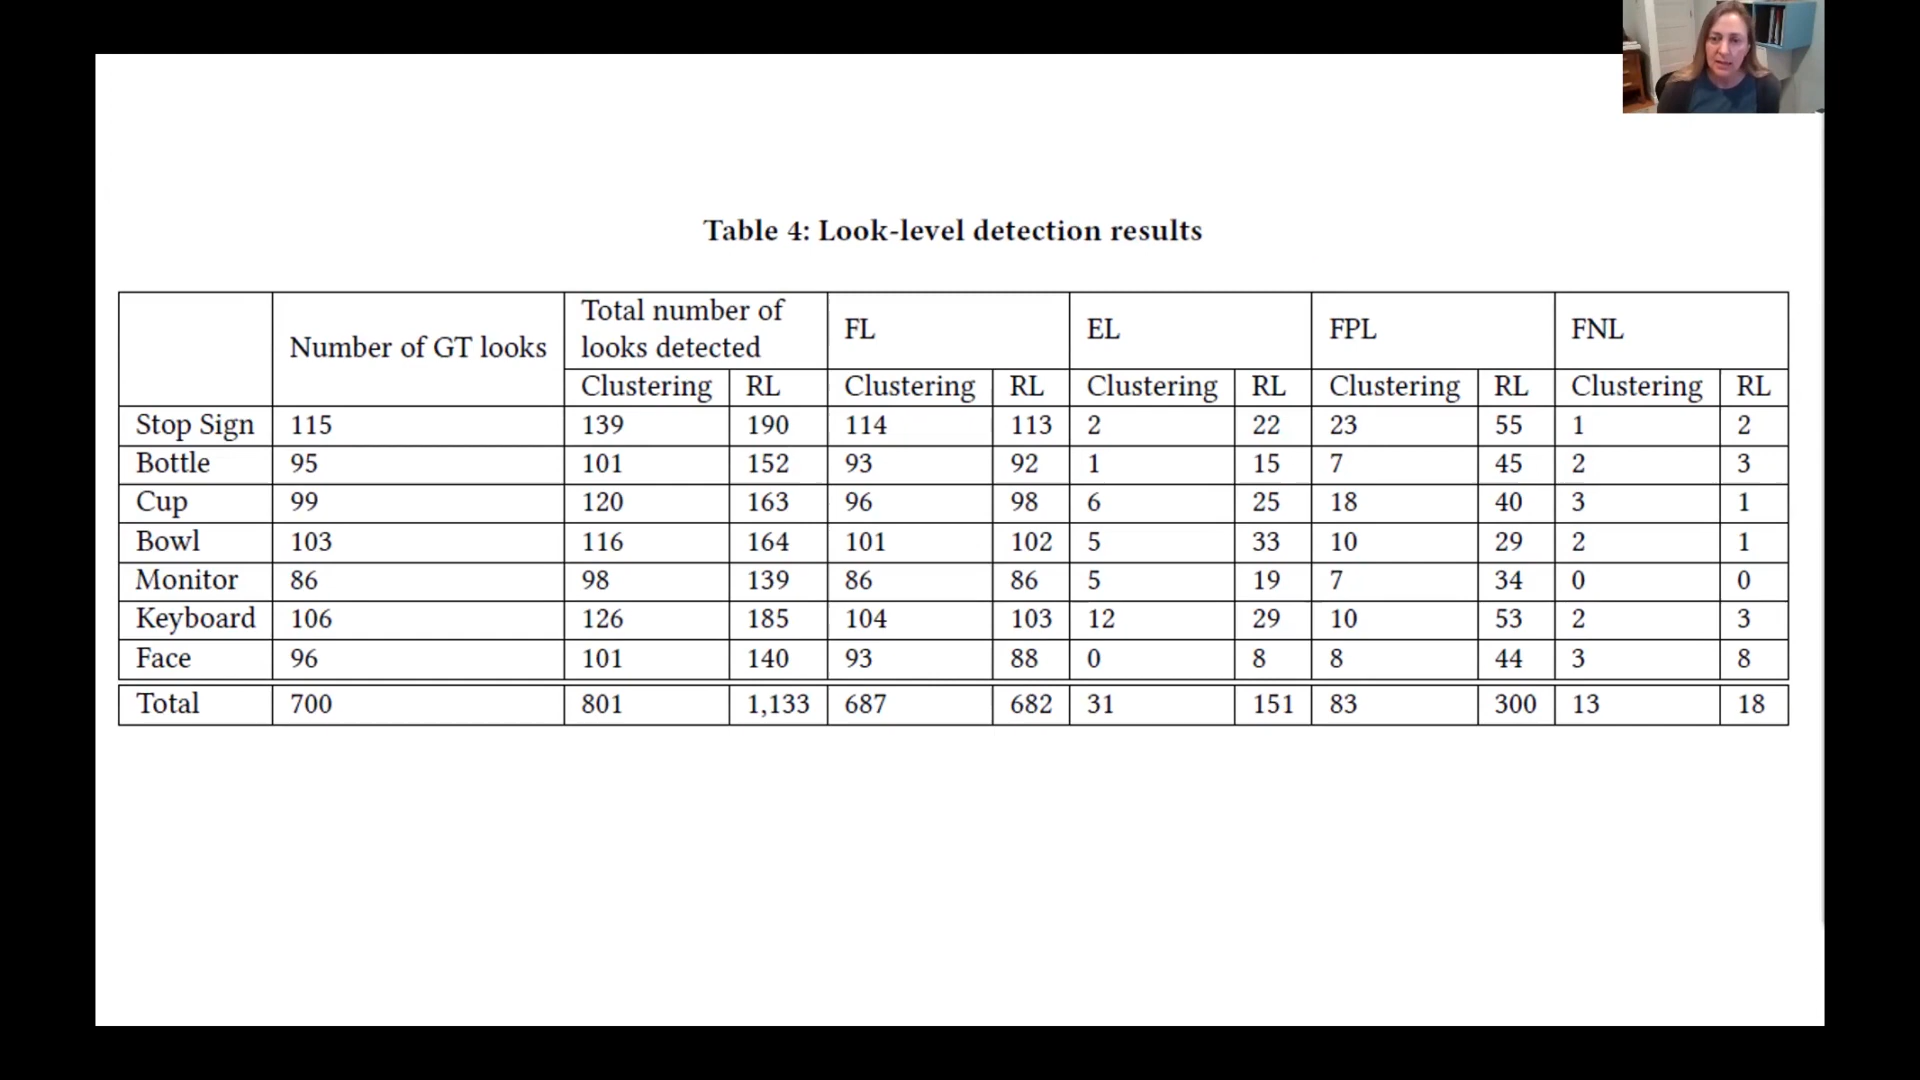 Table 4: Look-level detection results
Number of GT looks
Total number of
looks detected
FL
EL
FPL
FNL
Clustering RL Clustering RL Clustering RL Clustering RL Clustering RL
Stop Sign 115 139 190 114 113 2 22 23 55 1 2
Bottle 95 101 152 93 92 1 15 7 45 2 3
Cup 99 120 163 96 98 6 25 18 40 3 1
Bowl 103 116 164 101 102 5 33 10 29 2 1
Monitor 86 98 139 86 86 5 19 7 34 0 0
Keyboard 106 126 185 104 103 12 29 10 53 2 3
Face 96 101 140 93 88 0 8 8 44 3 8
Total 700 801 1,133 687 682 31 151 83 300 13 18